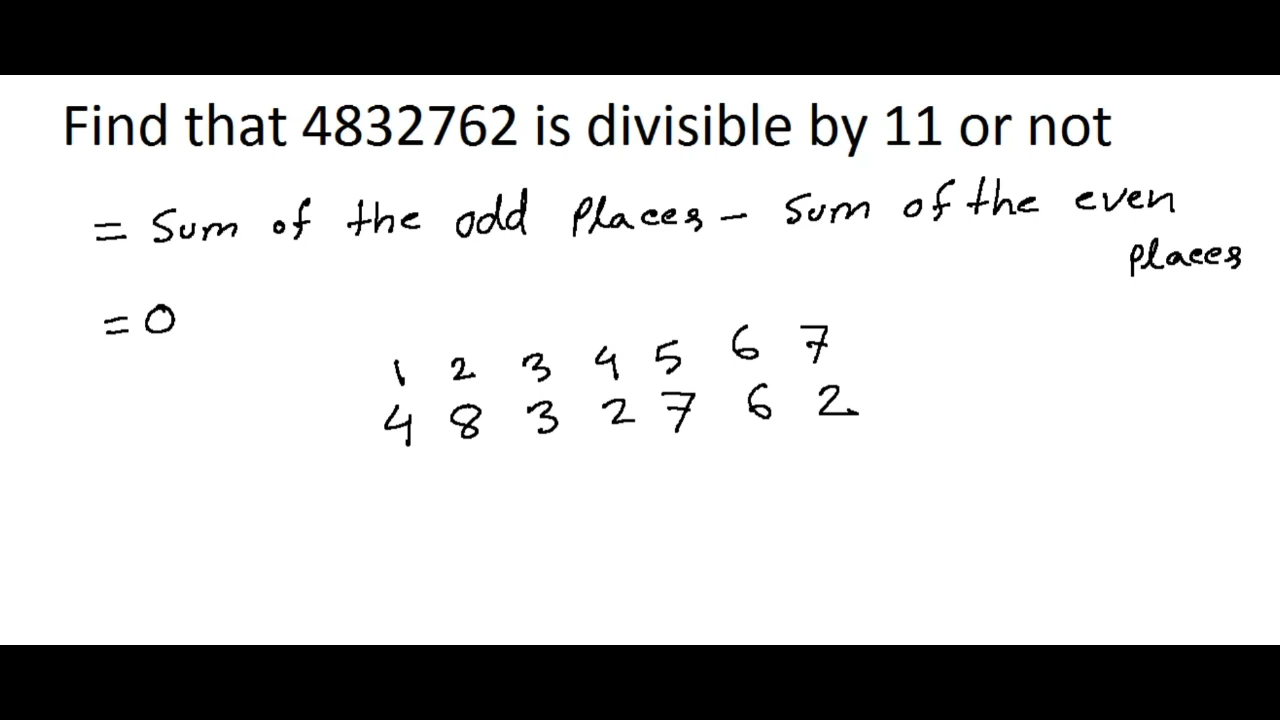 Find that 4832762 is divisible by 11 or not
= Sum of the odd places - sum of the even
places
= 0
1 2 3 4 5 6 7
4 8 3 2 7 6 2